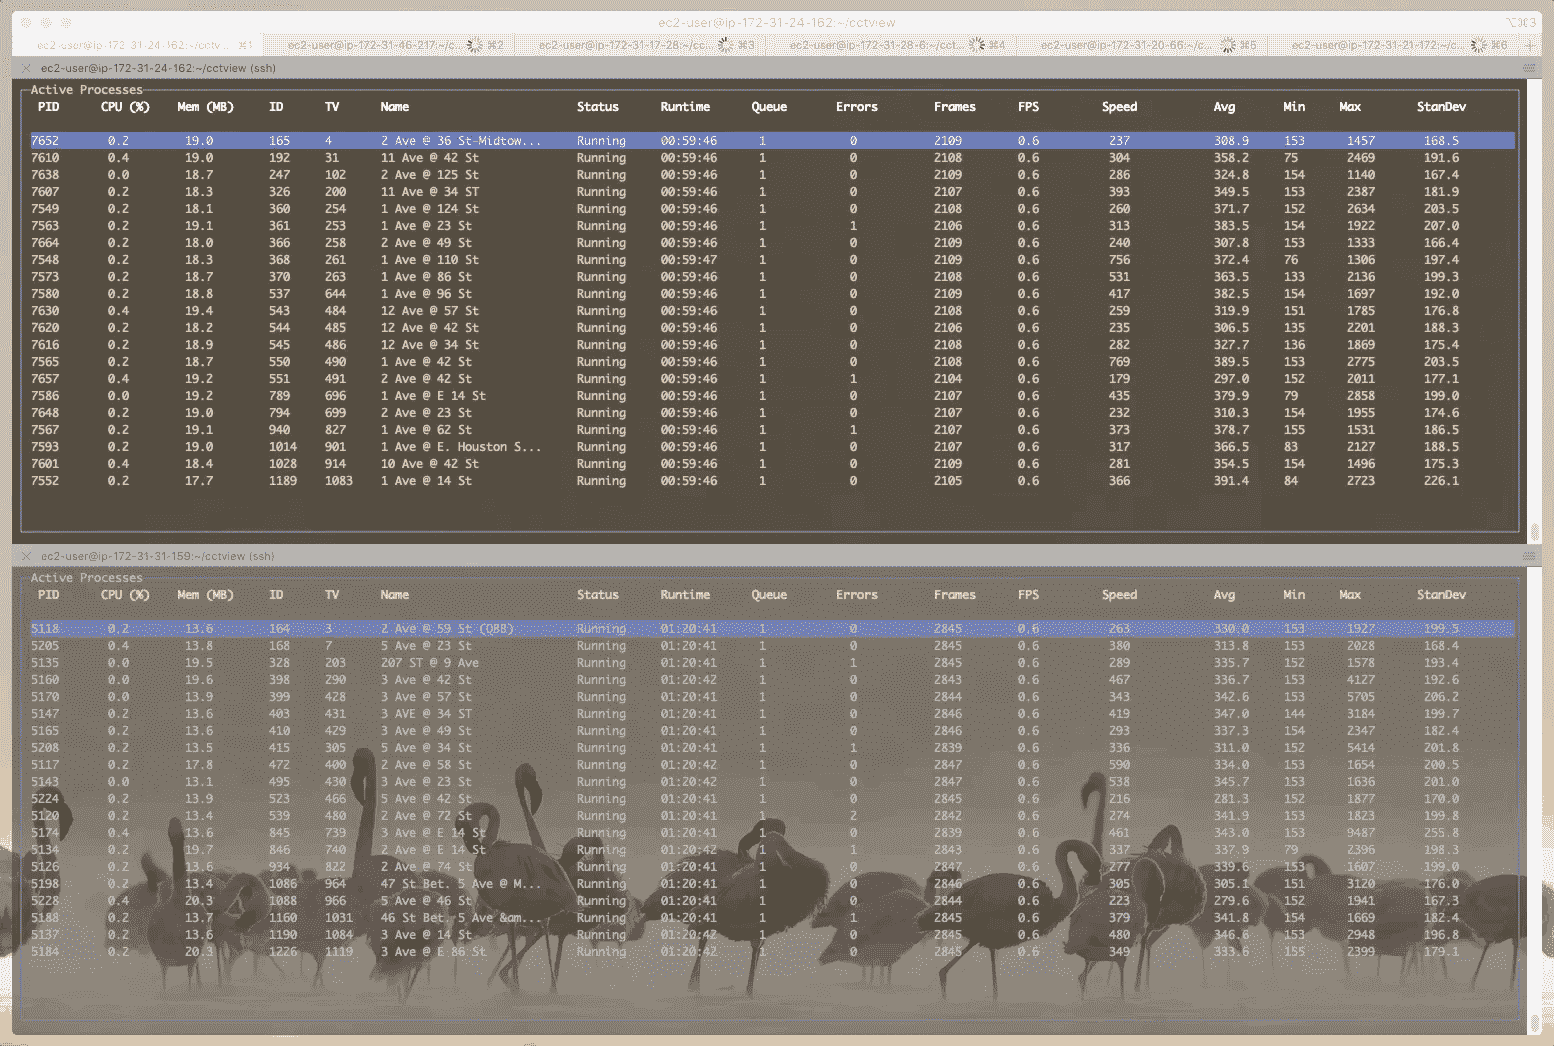 ec2-user@ip-172-31-24-162:~/cctview
⌥⌘3
ec2-user@ip-172-31-24-162:~/cctv... ⌘1 ec2-user@ip-172-31-46-217:~/c... ⌘2 ec2-user@ip-172-31-17-28:~/cc... ⌘3 ec2-user@ip-172-31-28-6:~/cct... ⌘4 ec2-user@ip-172-31-20-66:~/c... ⌘5 ec2-user@ip-172-31-21-172:~/c... ⌘6 +
ec2-user@ip-172-31-24-162:~/cctview (ssh)
Active Processes
PID CPU (%) Mem (MB) ID TV Name Status Runtime Queue Errors Frames FPS Speed Avg Min Max StanDev
7652 0.2 19.0 165 4 2 Ave @ 36 St-Midtow... Running 00:59:46 1 0 2109 0.6 237 308.9 153 1457 168.5
7610 0.4 19.0 192 31 11 Ave @ 42 St Running 00:59:46 1 0 2108 0.6 304 358.2 75 2469 191.6
7638 0.0 18.7 247 102 2 Ave @ 125 St Running 00:59:46 1 0 2109 0.6 286 324.8 154 1140 167.4
7607 0.2 18.3 326 200 11 Ave @ 34 ST Running 00:59:46 1 0 2107 0.6 393 349.5 153 2387 181.9
7549 0.2 18.1 360 254 1 Ave @ 124 St Running 00:59:46 1 0 2108 0.6 260 371.7 152 2634 203.5
7563 0.2 19.1 361 253 1 Ave @ 23 St Running 00:59:46 1 1 2106 0.6 313 383.5 154 1922 207.0
7664 0.2 18.0 366 258 2 Ave @ 49 St Running 00:59:46 1 0 2109 0.6 240 307.8 153 1333 166.4
7548 0.2 18.3 368 261 1 Ave @ 110 St Running 00:59:47 1 0 2109 0.6 756 372.4 76 1306 197.4
7573 0.2 18.7 370 263 1 Ave @ 86 St Running 00:59:46 1 0 2108 0.6 531 363.5 133 2136 199.3
7580 0.2 18.8 537 644 1 Ave @ 96 St Running 00:59:46 1 0 2109 0.6 417 382.5 154 1697 192.0
7630 0.4 19.4 543 484 12 Ave @ 57 St Running 00:59:46 1 0 2108 0.6 259 319.9 151 1785 176.8
7620 0.2 18.2 544 485 12 Ave @ 42 St Running 00:59:46 1 0 2106 0.6 235 306.5 135 2201 188.3
7616 0.2 18.9 545 486 12 Ave @ 34 St Running 00:59:46 1 0 2108 0.6 282 327.7 136 1869 175.4
7565 0.2 18.7 550 490 1 Ave @ 42 St Running 00:59:46 1 0 2108 0.6 769 389.5 153 2775 203.5
7657 0.4 19.2 551 491 2 Ave @ 42 St Running 00:59:46 1 1 2104 0.6 179 297.0 152 2011 177.1
7586 0.0 19.2 789 696 1 Ave @ E 14 St Running 00:59:46 1 0 2107 0.6 435 379.9 79 2858 199.0
7648 0.2 19.0 794 699 2 Ave @ 23 St Running 00:59:46 1 0 2107 0.6 232 310.3 154 1955 174.6
7567 0.2 19.1 940 827 1 Ave @ 62 St Running 00:59:46 1 1 2107 0.6 373 378.7 155 1531 186.5
7593 0.2 19.0 1014 901 1 Ave @ E. Houston S... Running 00:59:46 1 0 2107 0.6 317 366.5 83 2127 188.5
7601 0.4 18.4 1028 914 10 Ave @ 42 St Running 00:59:46 1 0 2109 0.6 281 354.5 154 1496 175.3
7552 0.2 17.7 1189 1083 1 Ave @ 14 St Running 00:59:46 1 0 2105 0.6 366 391.4 84 2723 226.1
ec2-user@ip-172-31-31-159:~/cctview (ssh)
Active Processes
PID CPU (%) Mem (MB) ID TV Name Status Runtime Queue Errors Frames FPS Speed Avg Min Max StanDev
5118 0.2 13.6 164 3 2 Ave @ 59 St (QBB) Running 01:20:41 1 0 2845 0.6 263 330.0 153 1927 199.5
5205 0.4 13.8 168 7 5 Ave @ 23 St Running 01:20:41 1 0 2845 0.6 380 313.8 153 2028 168.4
5135 0.0 19.5 328 203 207 ST @ 9 Ave Running 01:20:41 1 1 2845 0.6 289 335.7 152 1578 193.4
5160 0.0 19.6 398 290 3 Ave @ 42 St Running 01:20:42 1 0 2843 0.6 467 336.7 153 4127 192.6
5170 0.0 13.9 399 428 3 Ave @ 57 St Running 01:20:41 1 0 2844 0.6 343 342.6 153 5705 206.2
5147 0.2 13.6 403 431 3 AVE @ 34 ST Running 01:20:41 1 0 2846 0.6 419 347.0 144 3184 199.7
5165 0.2 13.6 410 429 3 Ave @ 49 St Running 01:20:41 1 0 2846 0.6 293 337.3 154 2347 182.4
5208 0.2 13.5 415 305 5 Ave @ 34 St Running 01:20:41 1 1 2839 0.6 336 311.0 152 5414 201.8
5117 0.2 17.8 472 400 2 Ave @ 58 St Running 01:20:42 1 0 2847 0.6 590 334.0 153 1654 200.5
5143 0.0 13.1 495 430 3 Ave @ 23 St Running 01:20:42 1 0 2847 0.6 538 345.7 153 1636 201.0
5224 0.2 13.9 523 466 5 Ave @ 42 St Running 01:20:41 1 0 2845 0.6 216 281.3 152 1877 170.0
5120 0.2 13.4 539 480 2 Ave @ 72 St Running 01:20:41 1 2 2842 0.6 274 341.9 153 1823 199.8
5174 0.4 13.6 845 739 3 Ave @ E 14 St Running 01:20:41 1 0 2839 0.6 461 343.0 153 9487 255.8
5134 0.2 19.7 846 740 2 Ave @ E 14 St Running 01:20:41 1 1 2843 0.6 337 337.9 79 2396 198.3
5126 0.2 13.6 934 822 2 Ave @ 74 St Running 01:20:41 1 0 2847 0.6 277 339.6 153 1607 199.0
5198 0.2 13.4 1086 964 47 St Bet. 5 Ave @ M... Running 01:20:41 1 0 2846 0.6 305 305.1 151 3120 176.0
5228 0.4 20.3 1088 966 5 Ave @ 46 St Running 01:20:41 1 0 2844 0.6 223 279.6 152 1941 167.3
5188 0.2 13.7 1160 1031 46 St Bet. 5 Ave &am... Running 01:20:41 1 1 2845 0.6 379 341.8 154 1669 182.4
5137 0.2 13.6 1190 1084 3 Ave @ 14 St Running 01:20:42 1 0 2845 0.6 480 346.6 153 2948 196.8
5184 0.2 20.3 1226 1119 3 Ave @ E 86 St Running 01:20:42 1 0 2845 0.6 349 333.6 155 2399 179.1